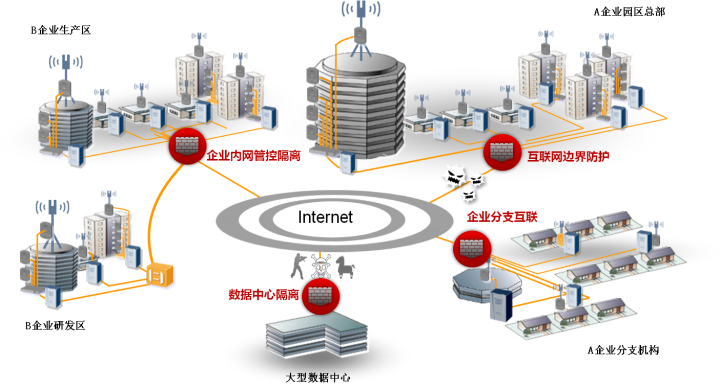 B企业生产区
A企业园区总部
企业内网管控隔离
互联网边界防护
Internet
企业分支互联
数据中心隔离
B企业研发区
A企业分支机构
大型数据中心